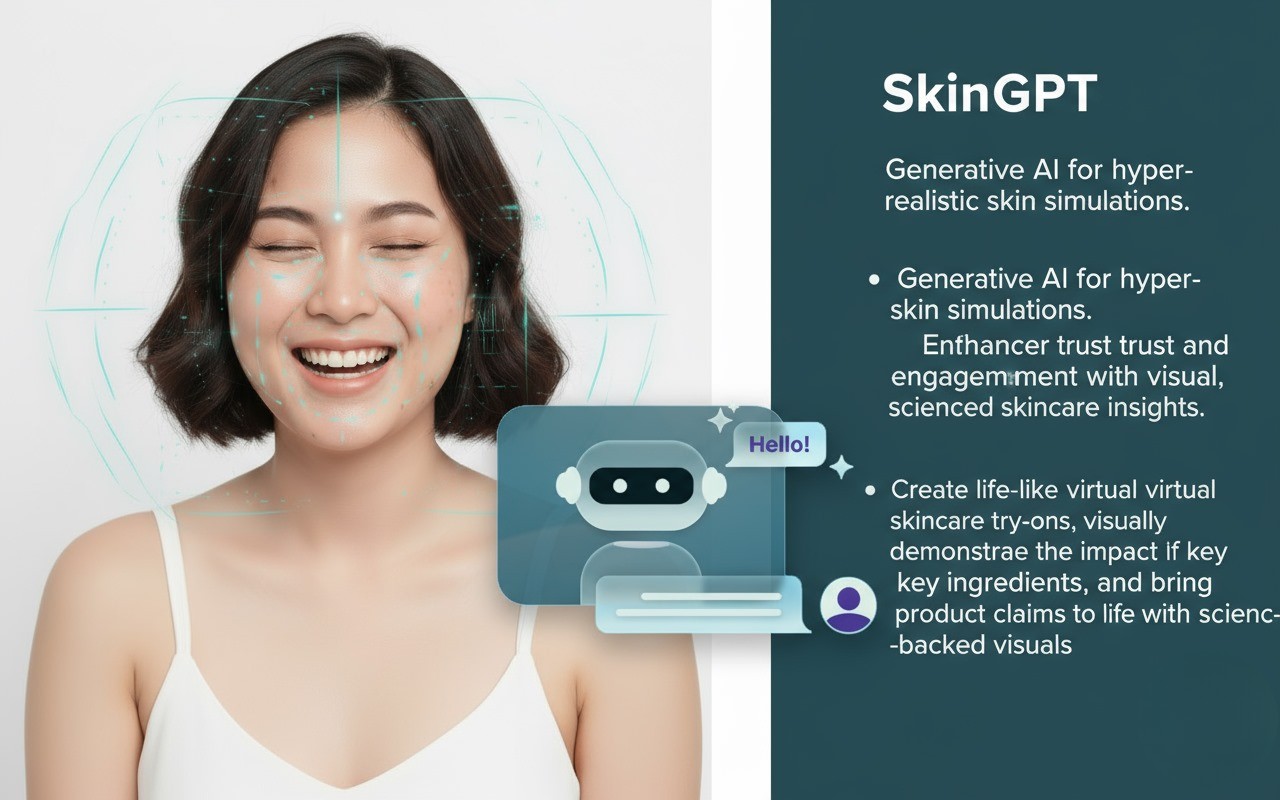 SkinGPT
Generative AI for hyper-
realistic skin simulations.
• Generative AI for hyper-
skin simulations.
Enfhancer trust trust and
engagemment with visual,
scienced skincare insights.
Hello!
• Create life-like virtual virtual
skincare try-ons, visually
demonstrae the impact if key
key ingredients, and bring
product claims to life with scienc-
-backed visuals